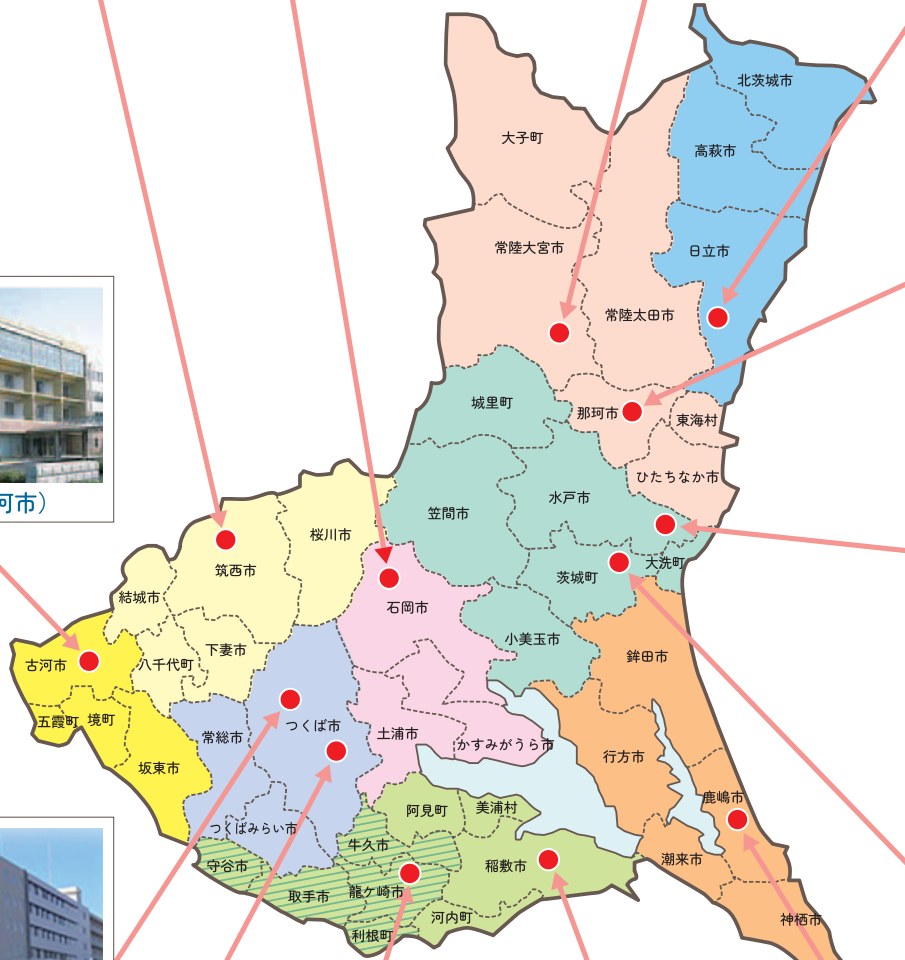 北茨城市
大子町
高萩市
常陸大宮市
日立市
常陸太田市
城里町
那珂市
東海村
ひたちなか市
水戸市
笠間市
河市）
桜川市
筑西市
茨城町
大洗町
結城市
石岡市
小美玉市
下妻市
鉾田市
古河市
八千代町
五霞町
境町
常総市
つくば市
土浦市
かすみがうら市
行方市
坂東市
鹿嶋市
阿見町
美浦村
つくばみらい市
牛久市
守谷市
稲敷市
潮来市
取手市
龍ケ崎市
河内町
神栖市
利根町